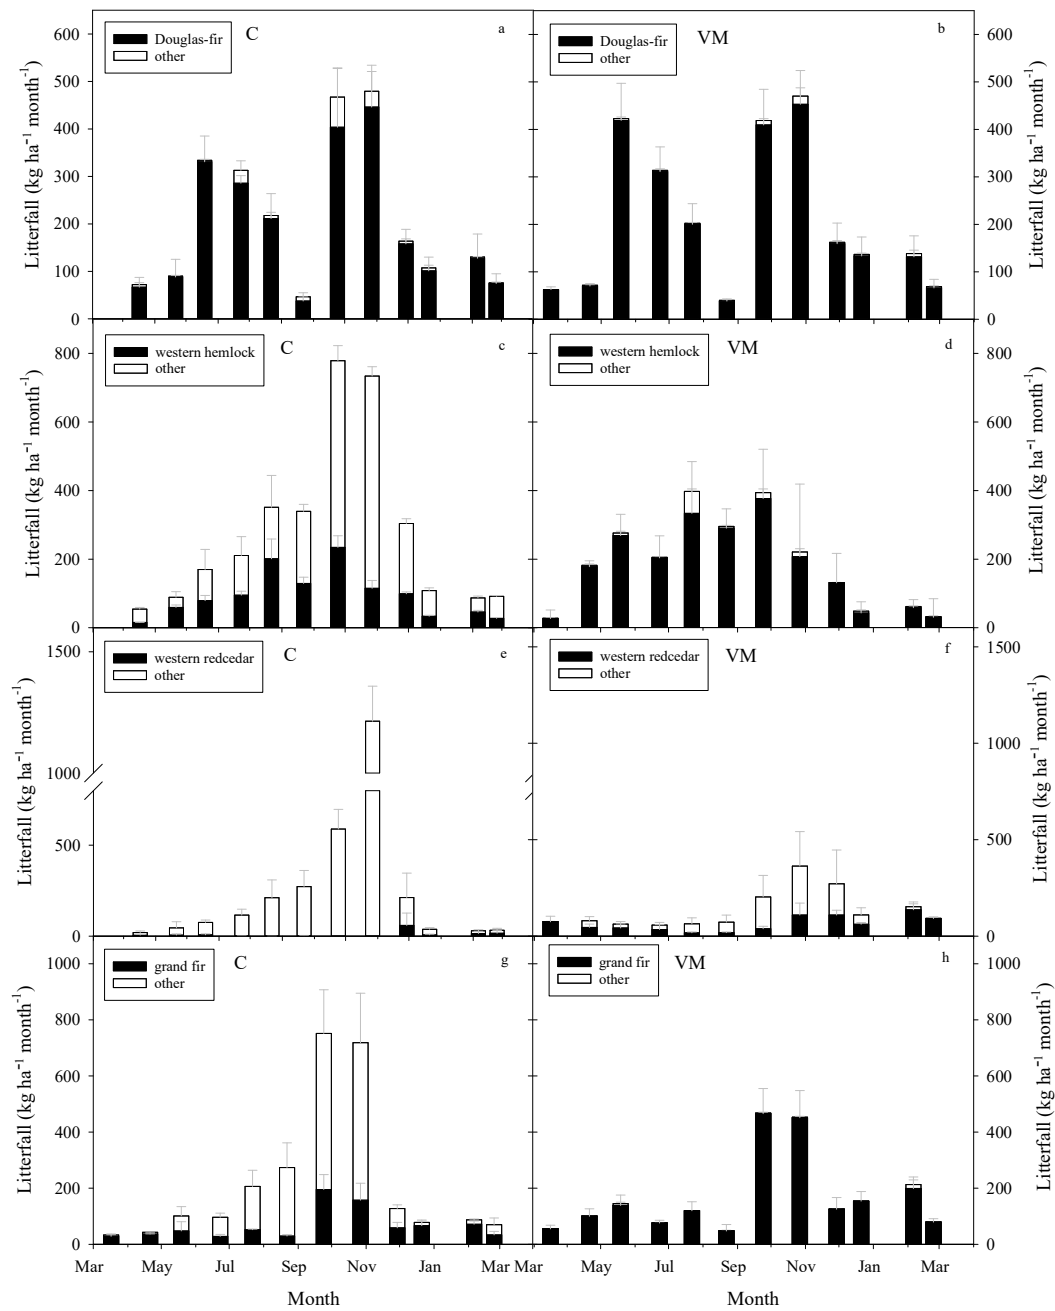 C a
Douglas-fir
other
VM b
Douglas-fir
other
600 600
500 500
400 400
300 300
200 200
100 100
0 0
Litterfall (kg ha⁻¹ month⁻¹)
Litterfall (kg ha⁻¹ month⁻¹)
C c
western hemlock
other
VM d
western hemlock
other
800 800
600 600
400 400
200 200
0 0
Litterfall (kg ha⁻¹ month⁻¹)
Litterfall (kg ha⁻¹ month⁻¹)
C e
western redcedar
other
VM f
western redcedar
other
1500 1500
1000 1000
500 500
0 0
Litterfall (kg ha⁻¹ month⁻¹)
Litterfall (kg ha⁻¹ month⁻¹)
C g
grand fir
other
VM h
grand fir
other
1000 1000
800 800
600 600
400 400
200 200
0 0
Litterfall (kg ha⁻¹ month⁻¹)
Litterfall (kg ha⁻¹ month⁻¹)
Mar May Jul Sep Nov Jan Mar Mar May Jul Sep Nov Jan Mar
Month Month